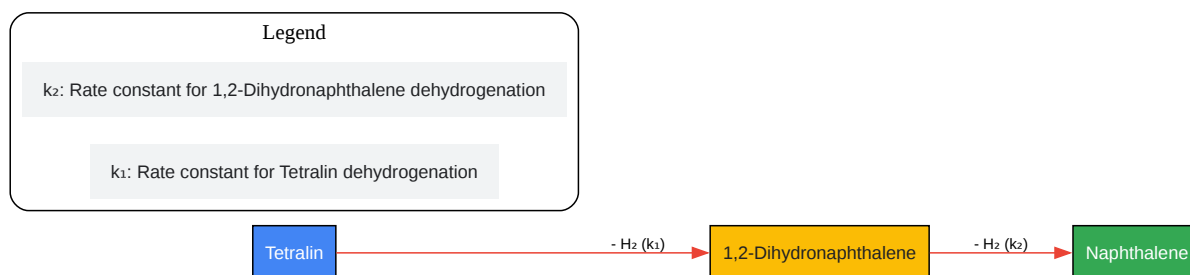 Legend
k₂: Rate constant for 1,2-Dihydronaphthalene dehydrogenation
k₁: Rate constant for Tetralin dehydrogenation
Tetralin
- H₂ (k₁)
1,2-Dihydronaphthalene
- H₂ (k₂)
Naphthalene